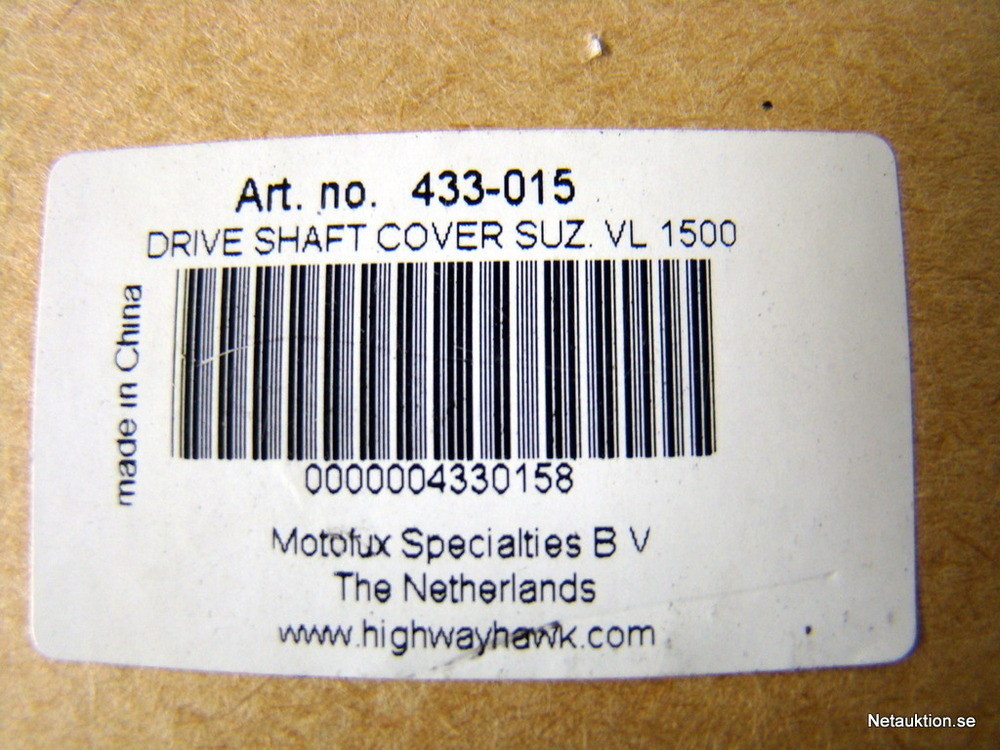 Art. no. 433-015
DRIVE SHAFT COVER SUZ. VL 1500
made in China
0000004330158
Motofux Specialties B V
The Netherlands
www.highwayhawk.com
Netauktion.se